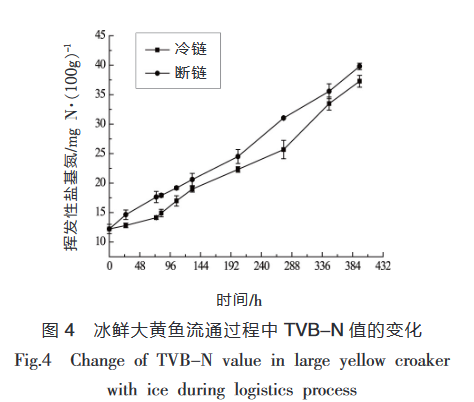 45
40
35
30
25
20
15
10
挥发性盐基氮/mg N·(100g)⁻¹
冷链
断链
0 48 96 144 192 240 288 336 384 432
时间/h
图 4 冰鲜大黄鱼流通过程中 TVB–N 值的变化
Fig.4 Change of TVB–N value in large yellow croaker
with ice during logistics process